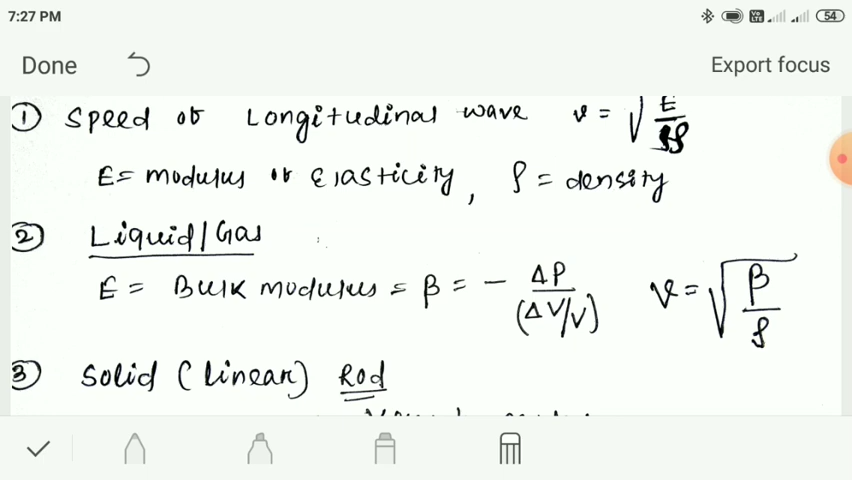 7:27 PM
54
Done
Export focus
① Speed of Longitudinal wave v = √(E/ρ)
E = modulus of Elasticity, ρ = density
② Liquid/Gas
E = Bulk modulus = β = - ΔP/(ΔV/V) v = √(β/ρ)
③ Solid (linear) Rod